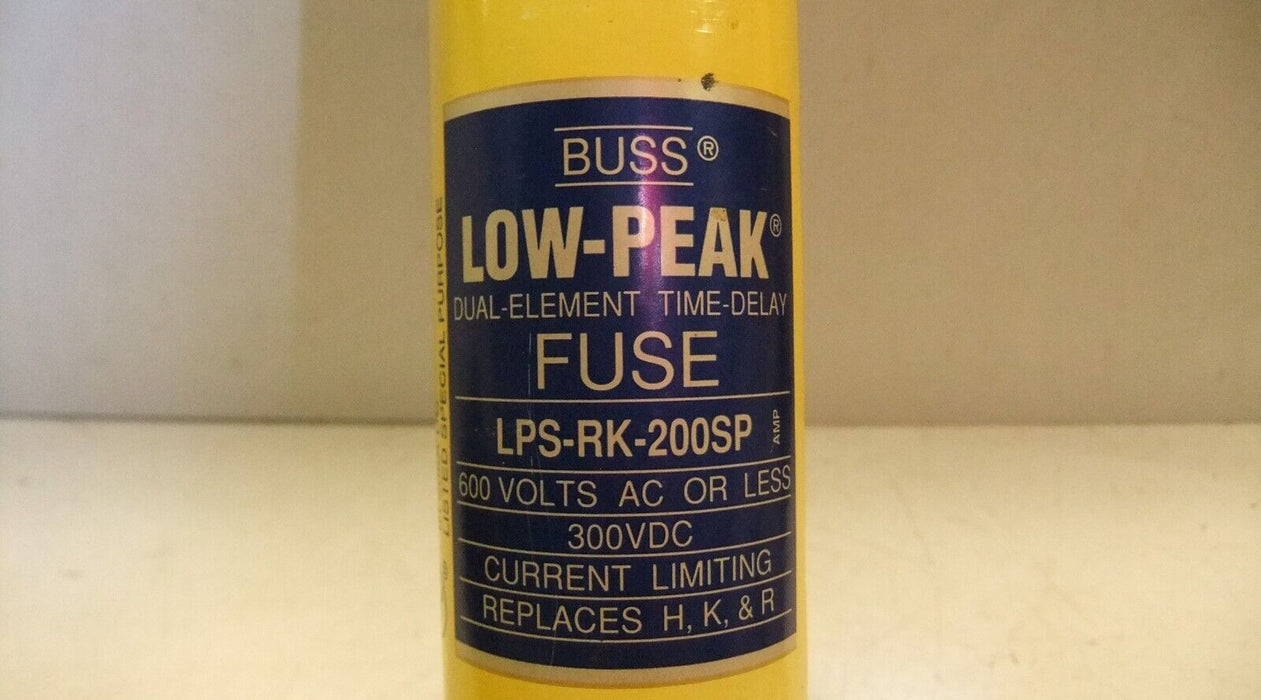 BUSS®
LOW-PEAK®
DUAL-ELEMENT TIME-DELAY
FUSE
LPS-RK-200SP AMP
600 VOLTS AC OR LESS
300VDC
CURRENT LIMITING
REPLACES H, K, & R
LISTED SPECIAL PURPOSE